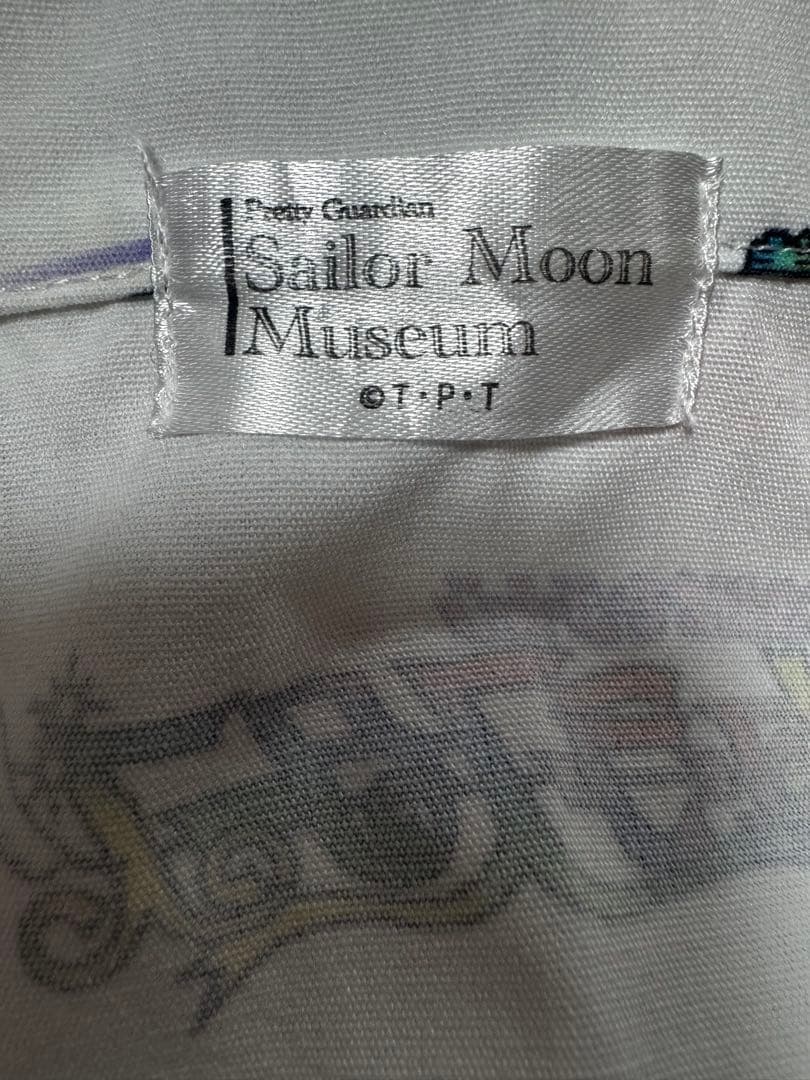 Pretty Guardian
Sailor Moon
Museum
©T・P・T